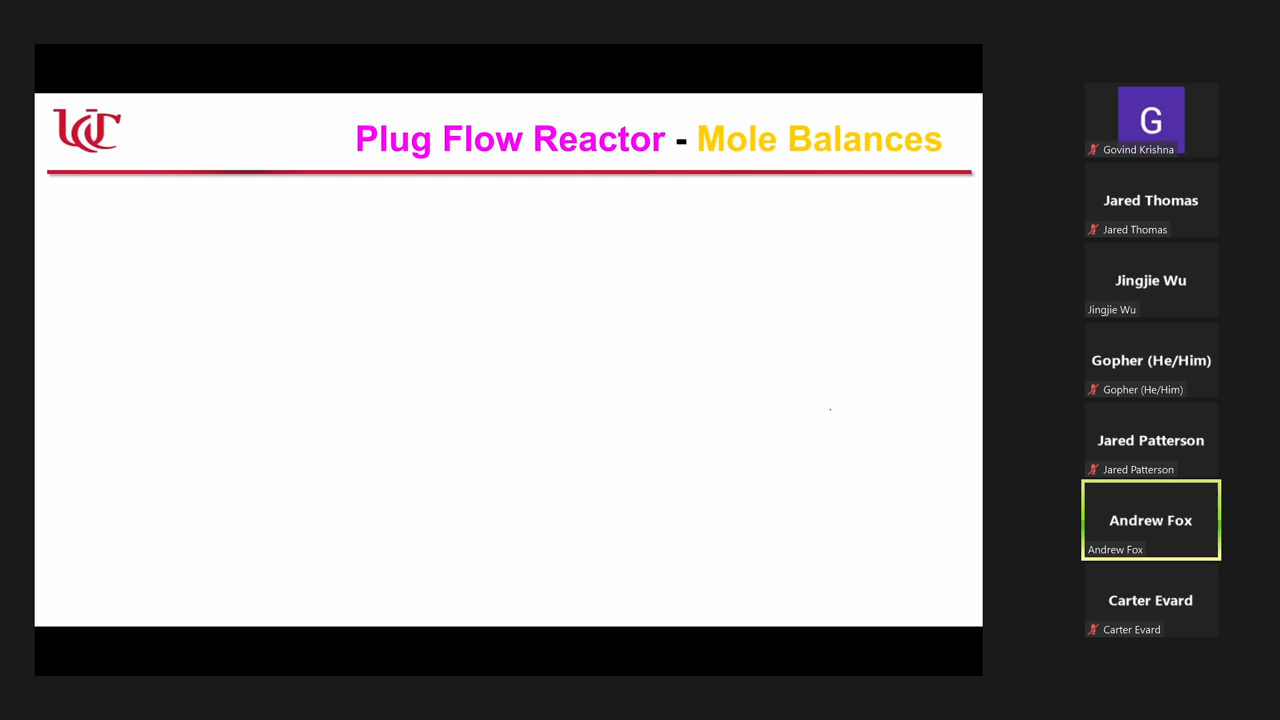 UC
Plug Flow Reactor - Mole Balances
G
Govind Krishna
Jared Thomas
Jared Thomas
Jingjie Wu
Jingjie Wu
Gopher (He/Him)
Gopher (He/Him)
Jared Patterson
Jared Patterson
Andrew Fox
Andrew Fox
Carter Evard
Carter Evard